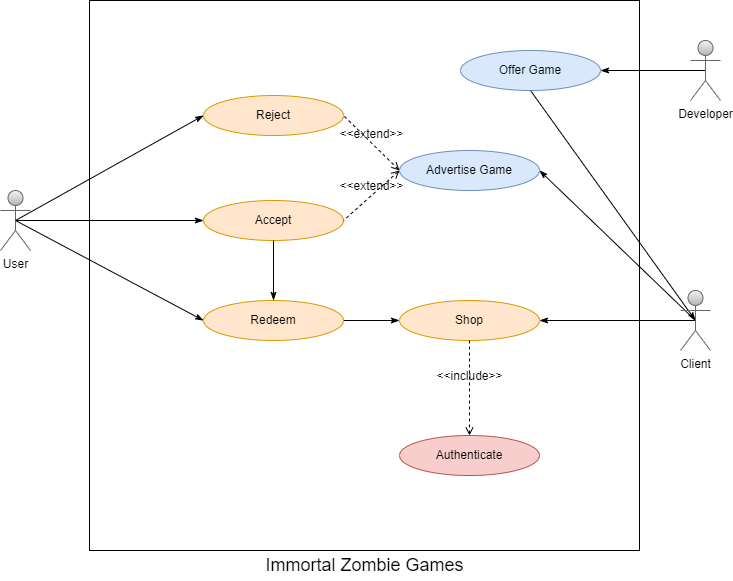 Offer Game
Developer
Reject
<<extend>>
Advertise Game
<<extend>>
Accept
User
Redeem
Shop
Client
<<include>>
Authenticate
Immortal Zombie Games